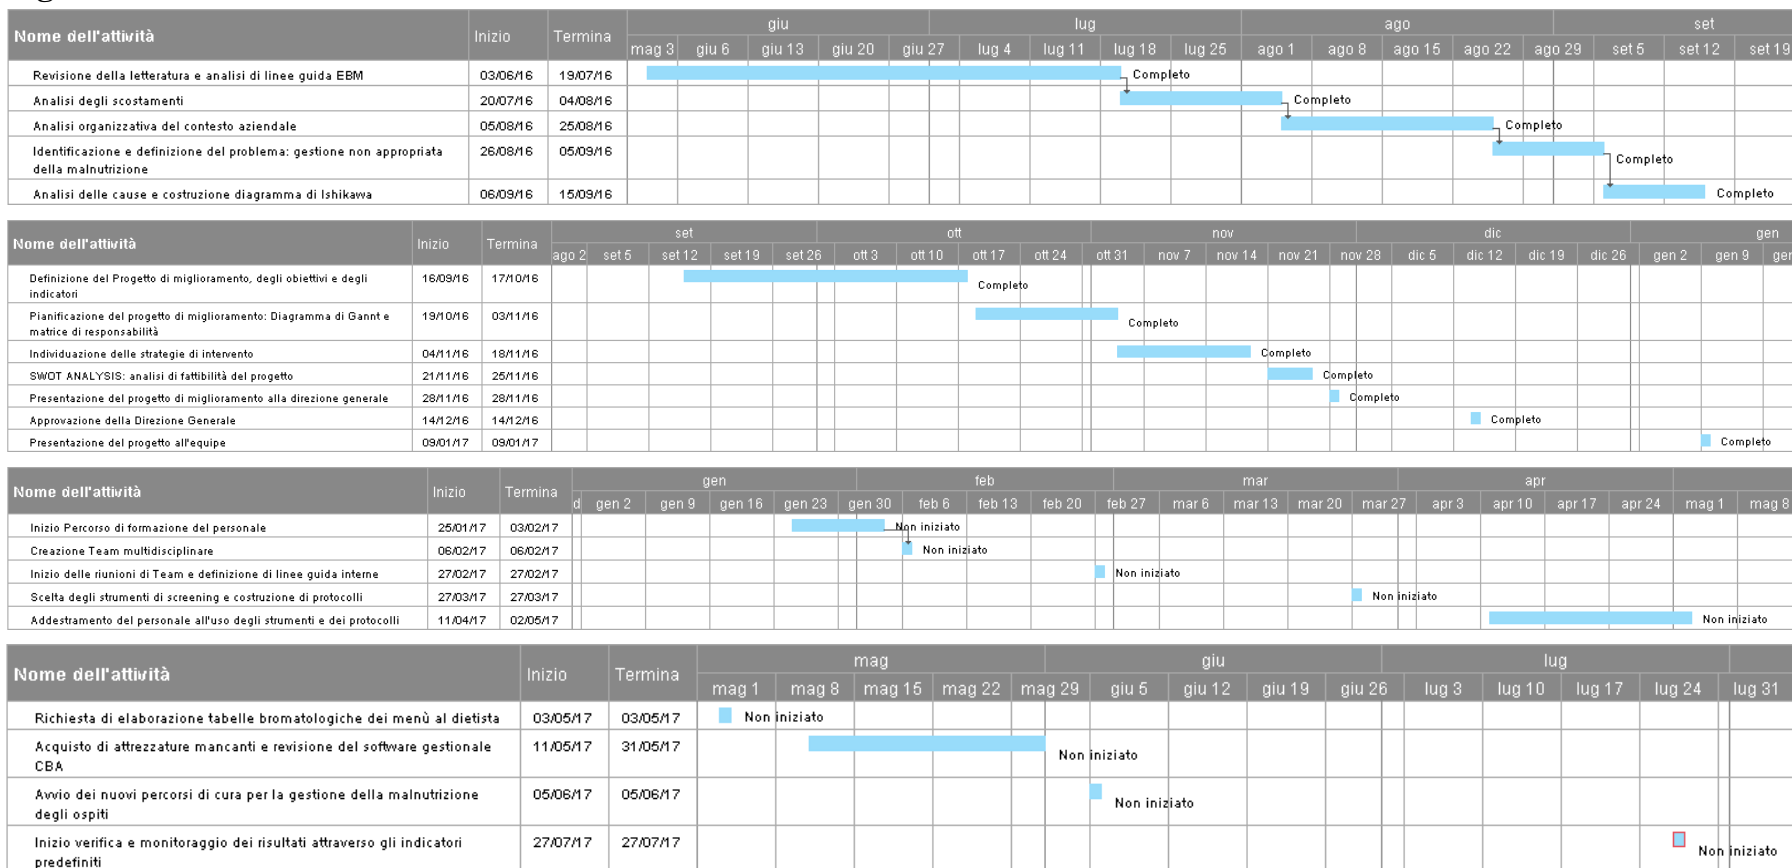 Nome dell'attività Inizio Termina giu lug ago set
mag 3 giu 6 giu 13 giu 20 giu 27 lug 4 lug 11 lug 18 lug 25 ago 1 ago 8 ago 15 ago 22 ago 29 set 5 set 12 set 19
Revisione della letteratura e analisi di linee guida EBM 03/06/16 19/07/16 Completo
Analisi degli scostamenti 20/07/16 04/08/16 Completo
Analisi organizzativa del contesto aziendale 05/08/16 25/08/16 Completo
Identificazione e definizione del problema: gestione non appropriata 26/08/16 05/09/16
della malnutrizione Completo
Analisi delle cause e costruzione diagramma di Ishikawa 06/09/16 15/09/16 Completo
Nome dell'attività Inizio Termina set ott nov dic gen
ago 2 set 5 set 12 set 19 set 26 ott 3 ott 10 ott 17 ott 24 ott 31 nov 7 nov 14 nov 21 nov 28 dic 5 dic 12 dic 19 dic 26 gen 2 gen 9 gen
Definizione del Progetto di miglioramento, degli obiettivi e degli 16/09/16 17/10/16
indicatori Completo
Pianificazione del progetto di miglioramento: Diagramma di Gannt e 19/10/16 03/11/16
matrice di responsabilità Completo
Individuazione delle strategie di intervento 04/11/16 18/11/16 Completo
SWOT ANALYSIS: analisi di fattibilità del progetto 21/11/16 25/11/16 Completo
Presentazione del progetto di miglioramento alla direzione generale 28/11/16 28/11/16 Completo
Approvazione della Direzione Generale 14/12/16 14/12/16 Completo
Presentazione del progetto all'equipe 09/01/17 09/01/17 Completo
Nome dell'attività Inizio Termina gen feb mar apr
d gen 2 gen 9 gen 16 gen 23 gen 30 feb 6 feb 13 feb 20 feb 27 mar 6 mar 13 mar 20 mar 27 apr 3 apr 10 apr 17 apr 24 mag 1 mag 8
Inizio Percorso di formazione del personale 25/01/17 03/02/17 Non iniziato
Creazione Team multidisciplinare 06/02/17 06/02/17 Non iniziato
Inizio delle riunioni di Team e definizione di linee guida interne 27/02/17 27/02/17 Non iniziato
Scelta degli strumenti di screening e costruzione di protocolli 27/03/17 27/03/17 Non iniziato
Addestramento del personale all'uso degli strumenti e dei protocolli 11/04/17 02/05/17 Non iniziato
Nome dell'attività Inizio Termina mag giu lug
mag 1 mag 8 mag 15 mag 22 mag 29 giu 5 giu 12 giu 19 giu 26 lug 3 lug 10 lug 17 lug 24 lug 31
Richiesta di elaborazione tabelle bromatologiche dei menù al dietista 03/05/17 03/05/17 Non iniziato
Acquisto di attrezzature mancanti e revisione del software gestionale 11/05/17 31/05/17
CBA Non iniziato
Avvio dei nuovi percorsi di cura per la gestione della malnutrizione 05/06/17 05/06/17
degli ospiti Non iniziato
Inizio verifica e monitoraggio dei risultati attraverso gli indicatori 27/07/17 27/07/17
predefiniti Non iniziato